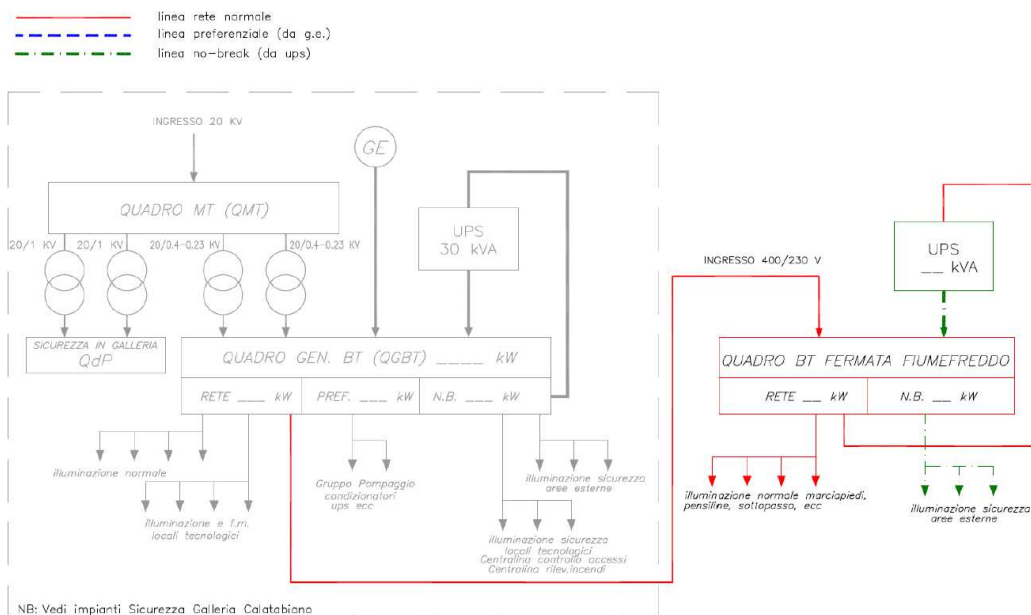 linea rete normale
linea preferenziale (da g.e.)
linea no-break (da ups)
INGRESSO 20 KV
GE
QUADRO MT (QMT)
20/1 KV
20/1 KV
20/0.4-0.23 KV
20/0.4-0.23 KV
UPS
30 kVA
SICUREZZA IN GALLERIA
QdP
QUADRO GEN. BT (QGBT) ____ kW
RETE ___ kW
PREF. ___ kW
N.B. ___ kW
illuminazione normale
illuminazione e f.m.
locali tecnologici
Gruppo Pompaggio
condizionatori
ups ecc
illuminazione sicurezza
aree esterne
illuminazione sicurezza
locali tecnologici
Centralina controllo accessi
Centralina rilev.incendi
INGRESSO 400/230 V
UPS
__ kVA
QUADRO BT FERMATA FIUMEFREDDO
RETE __ kW
N.B. __ kW
illuminazione normale marciapiedi,
pensiline, sottopasso, ecc
illuminazione sicurezza
aree esterne
NB: Vedi impianti Sicurezza Galleria Calatabiano